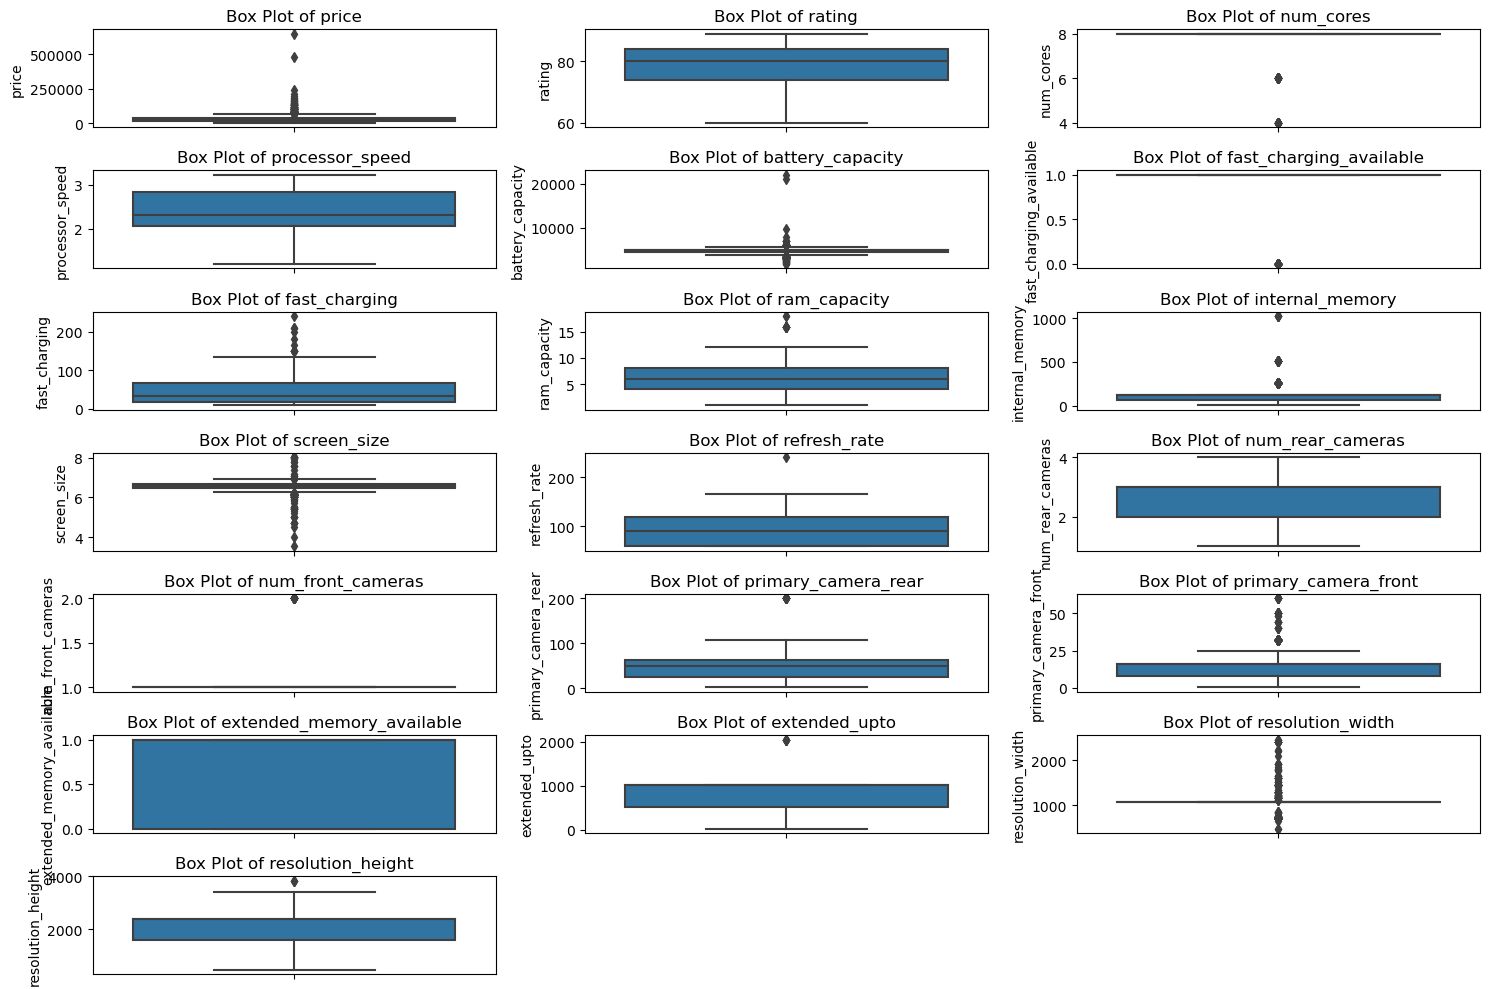 Box Plot of price
price
500000
250000
0
Box Plot of rating
rating
80
60
Box Plot of num_cores
num_cores
8
6
4
Box Plot of processor_speed
processor_speed
3
2
Box Plot of battery_capacity
battery_capacity
20000
10000
Box Plot of fast_charging_available
fast_charging_available
1.0
0.5
0.0
Box Plot of fast_charging
fast_charging
200
100
0
Box Plot of ram_capacity
ram_capacity
15
10
5
Box Plot of internal_memory
internal_memory
1000
500
0
Box Plot of screen_size
screen_size
8
6
4
Box Plot of refresh_rate
refresh_rate
200
100
Box Plot of num_rear_cameras
num_rear_cameras
4
2
Box Plot of num_front_cameras
num_front_cameras
2.0
1.5
1.0
Box Plot of primary_camera_rear
primary_camera_rear
200
100
0
Box Plot of primary_camera_front
primary_camera_front
50
25
0
Box Plot of extended_memory_available
extended_memory_available
1.0
0.5
0.0
Box Plot of extended_upto
extended_upto
2000
1000
0
Box Plot of resolution_width
resolution_width
2000
1000
Box Plot of resolution_height
resolution_height
4000
2000